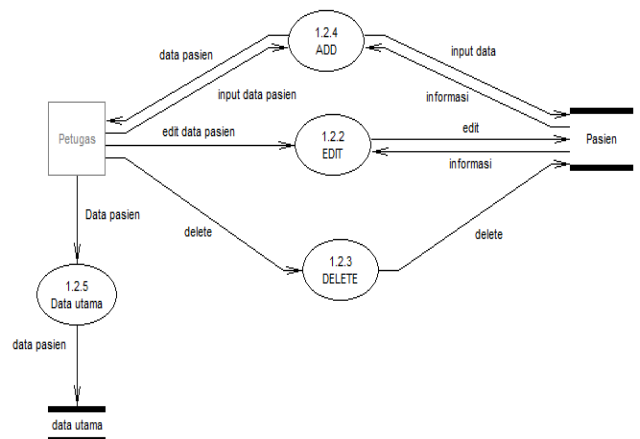 1.2.4
ADD
data pasien
input data
input data pasien
informasi
Petugas
edit data pasien
1.2.2
EDIT
edit
informasi
Pasien
Data pasien
delete
delete
1.2.3
DELETE
1.2.5
Data utama
data pasien
data utama